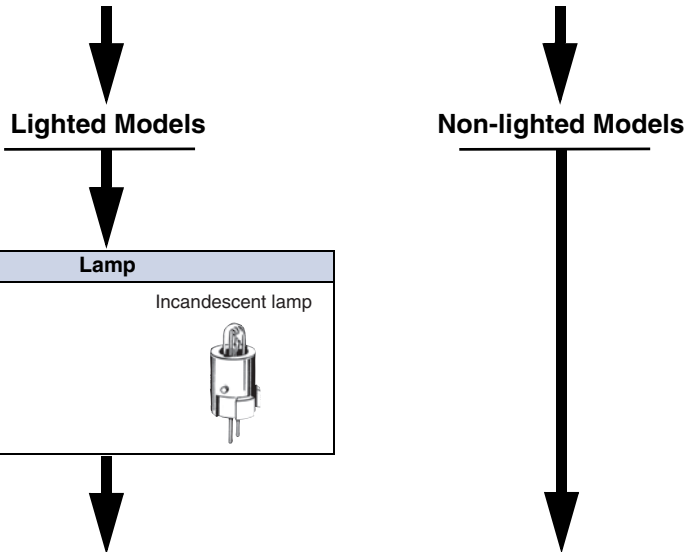 Lighted Models
Non-lighted Models
Lamp
Incandescent lamp